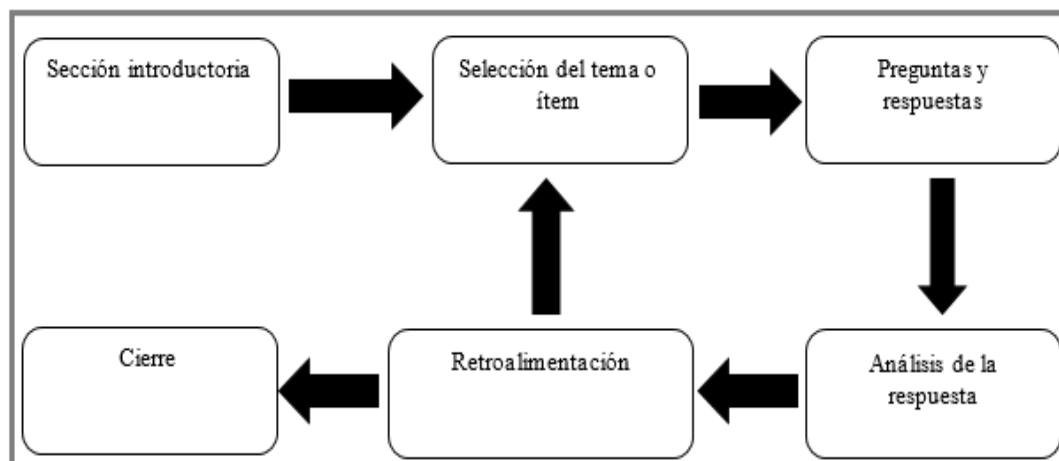 Sección introductoria
Selección del tema o
ítem
Preguntas y
respuestas
Cierre
Retroalimentación
Análisis de la
respuesta